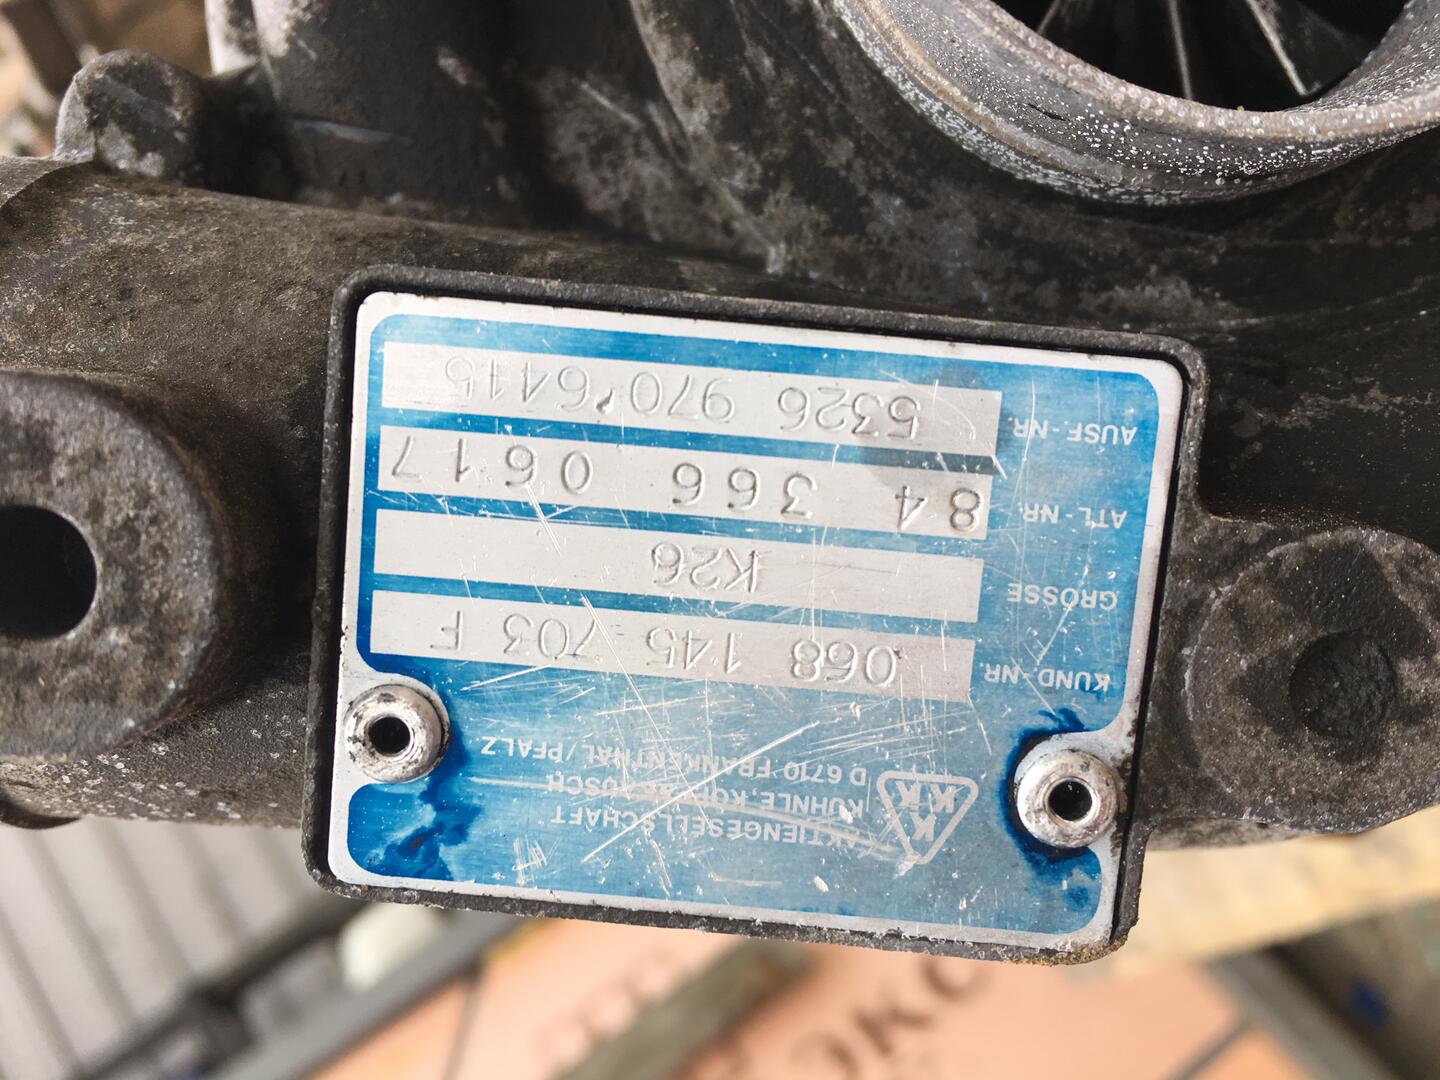 KKK
AKTIENGESELLSCHAFT
KÜHNLE, KOPP & KAUSCH
D 6710 FRANKENTHAL/PFALZ
KUND-NR. 068 145 703 F
GROSSE K26
ATL-NR. 84 366 0617
AUSF-NR. 5326 970 6415